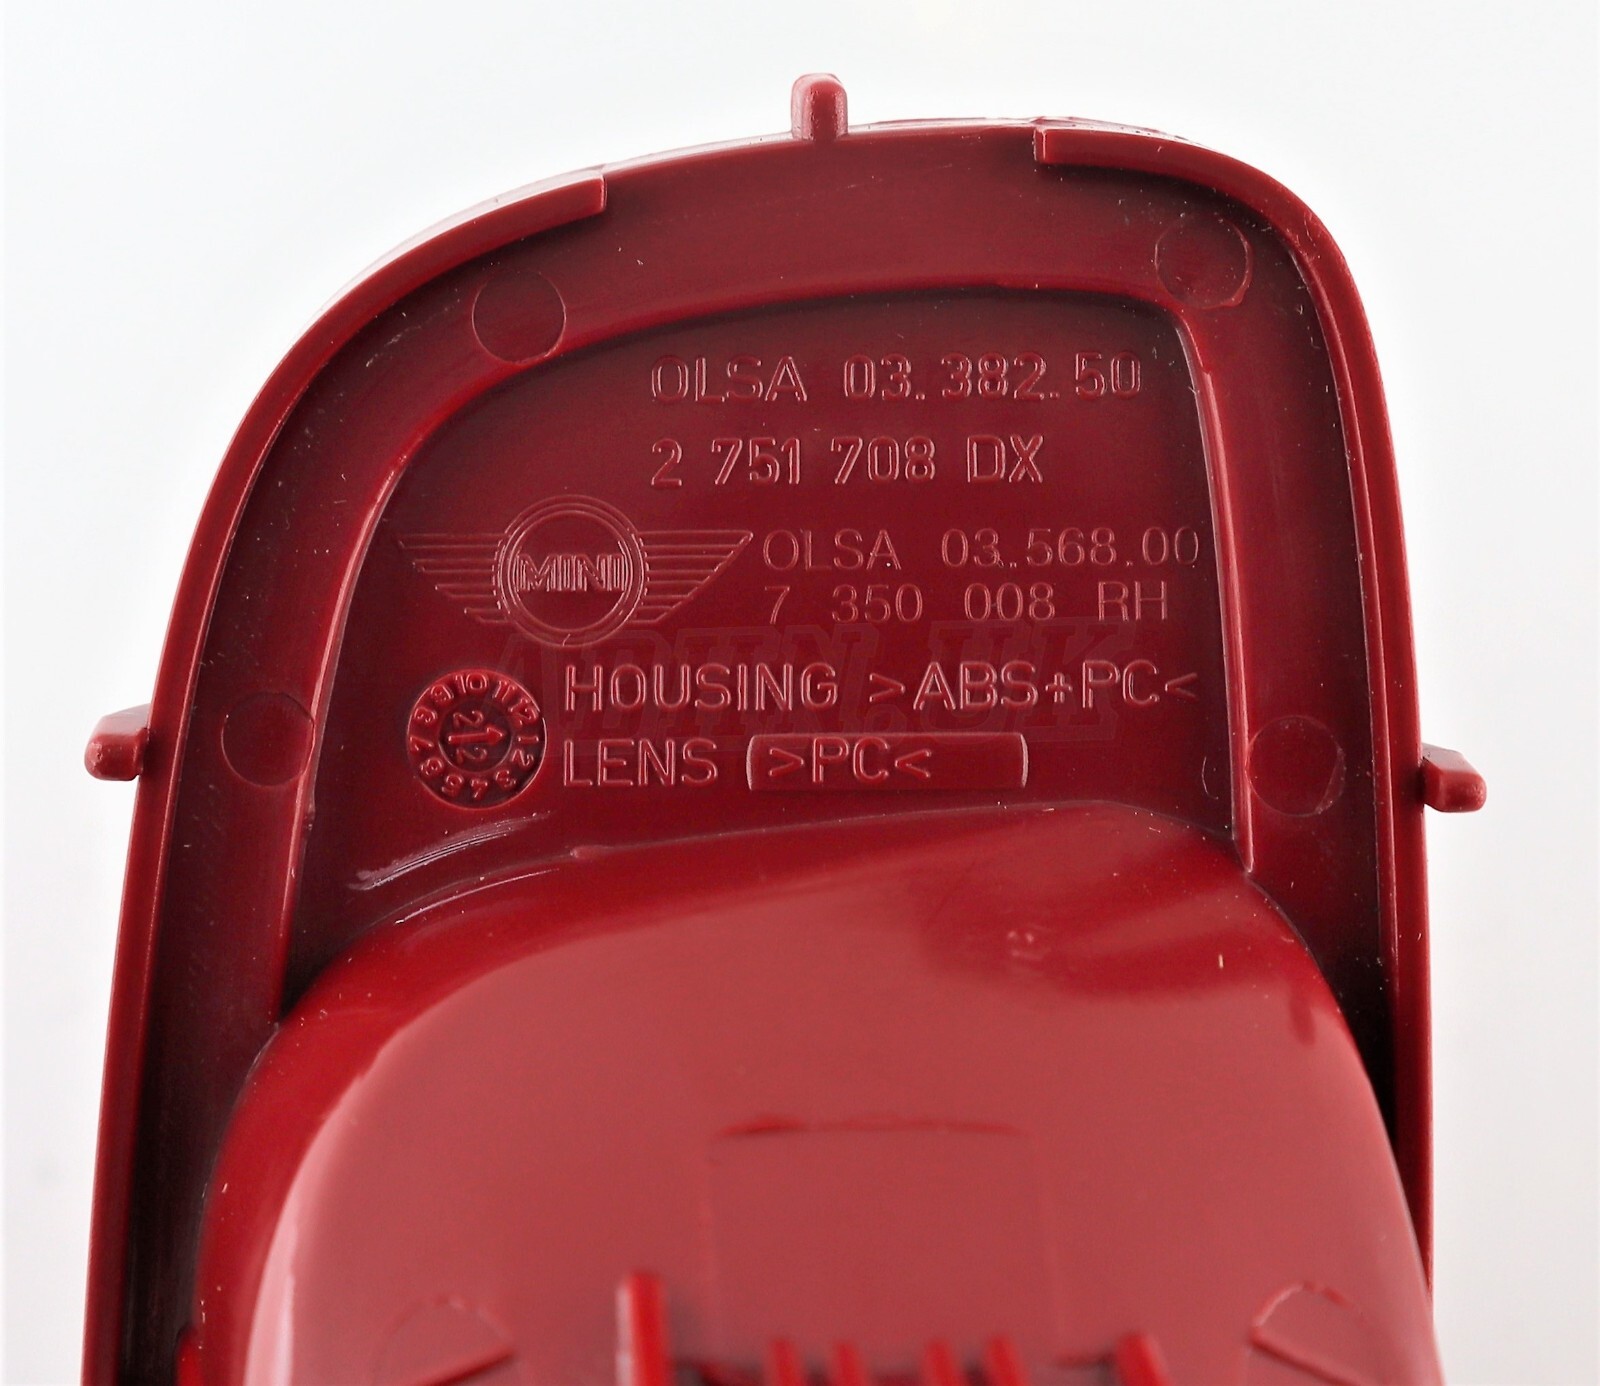 OLSA 03.382.50
2 751 708 DX
MINI
OLSA 03.568.00
7 350 008 RH
HOUSING >ABS+PC<
LENS >PC<